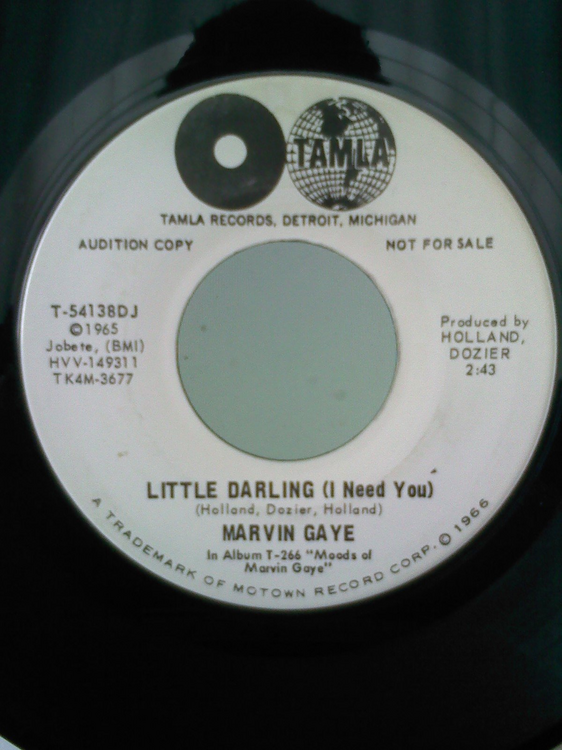 TAMLA
TAMLA RECORDS, DETROIT, MICHIGAN
AUDITION COPY
NOT FOR SALE
T-54138DJ
©1965
Jobete, (BMI)
HVV-149311
TK4M-3677
Produced by
HOLLAND,
DOZIER
2:43
LITTLE DARLING (I Need You)
(Holland, Dozier, Holland)
MARVIN GAYE
In Album T-266 "Moods of
Marvin Gaye"
A TRADEMARK OF MOTOWN RECORD CORP. © 1966